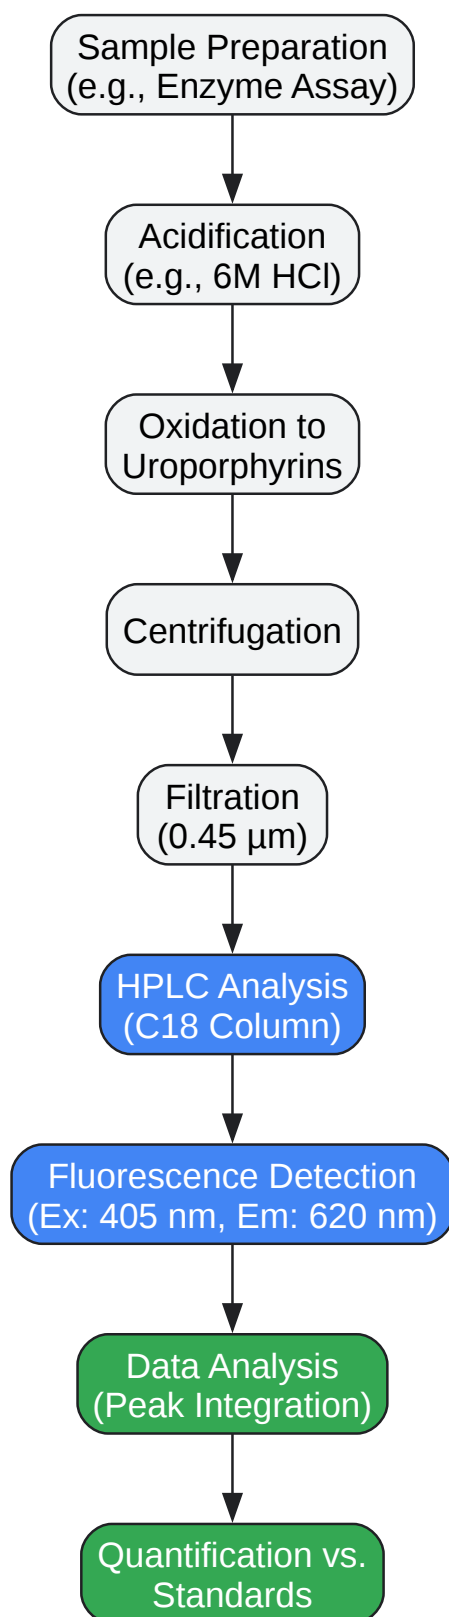 Sample Preparation
(e.g., Enzyme Assay)
Acidification
(e.g., 6M HCl)
Oxidation to
Uroporphyrins
Centrifugation
Filtration
(0.45 µm)
HPLC Analysis
(C18 Column)
Fluorescence Detection
(Ex: 405 nm, Em: 620 nm)
Data Analysis
(Peak Integration)
Quantification vs.
Standards